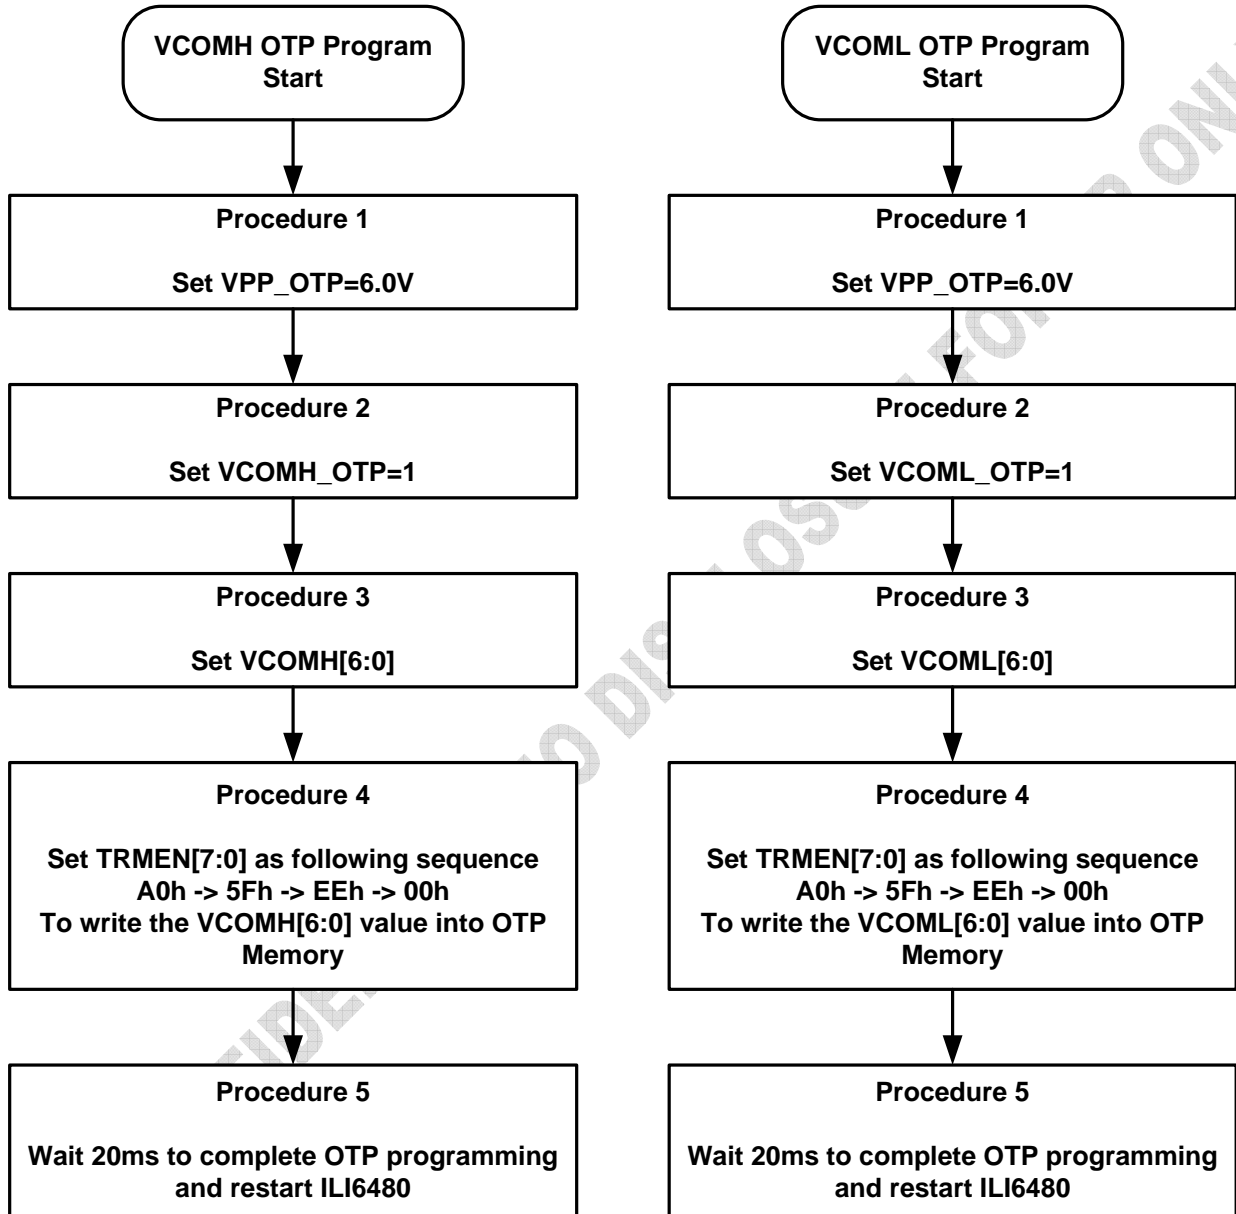 VCOMH OTP Program
Start
Procedure 1
Set VPP_OTP=6.0V
Procedure 2
Set VCOMH_OTP=1
Procedure 3
Set VCOMH[6:0]
Procedure 4
Set TRMEN[7:0] as following sequence
A0h -> 5Fh -> EEh -> 00h
To write the VCOMH[6:0] value into OTP
Memory
Procedure 5
Wait 20ms to complete OTP programming
and restart ILI6480
VCOML OTP Program
Start
Procedure 1
Set VPP_OTP=6.0V
Procedure 2
Set VCOML_OTP=1
Procedure 3
Set VCOML[6:0]
Procedure 4
Set TRMEN[7:0] as following sequence
A0h -> 5Fh -> EEh -> 00h
To write the VCOML[6:0] value into OTP
Memory
Procedure 5
Wait 20ms to complete OTP programming
and restart ILI6480